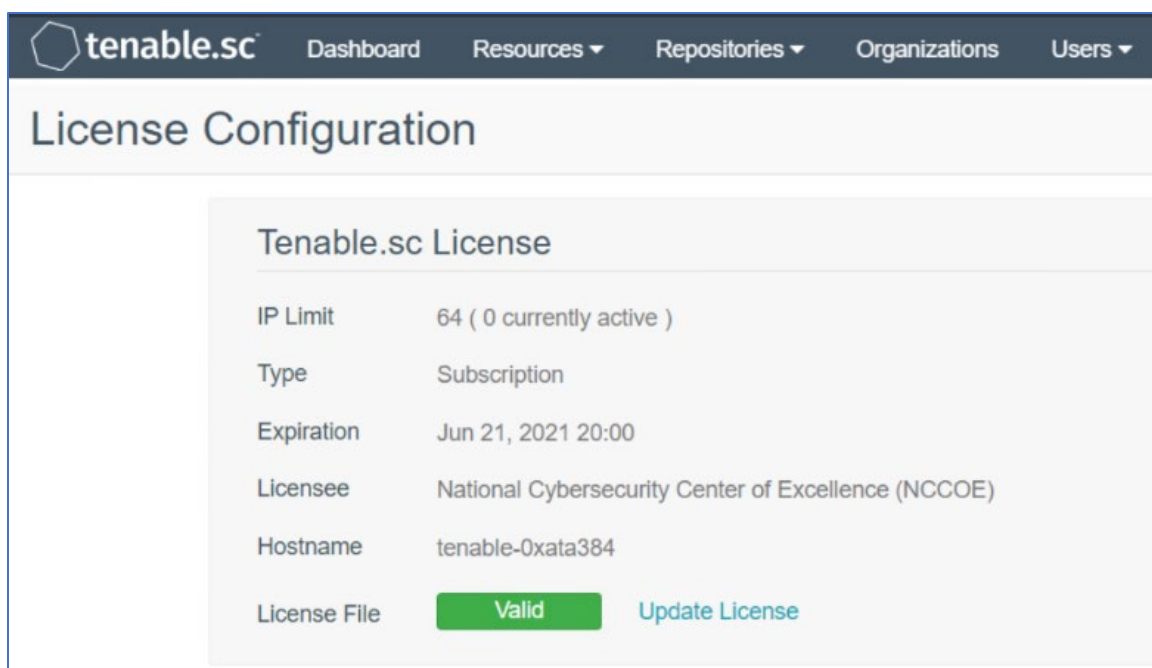 tenable.sc Dashboard Resources Repositories Organizations Users
License Configuration
Tenable.sc License
IP Limit 64 ( 0 currently active )
Type Subscription
Expiration Jun 21, 2021 20:00
Licensee National Cybersecurity Center of Excellence (NCCOE)
Hostname tenable-0xata384
License File Valid Update License